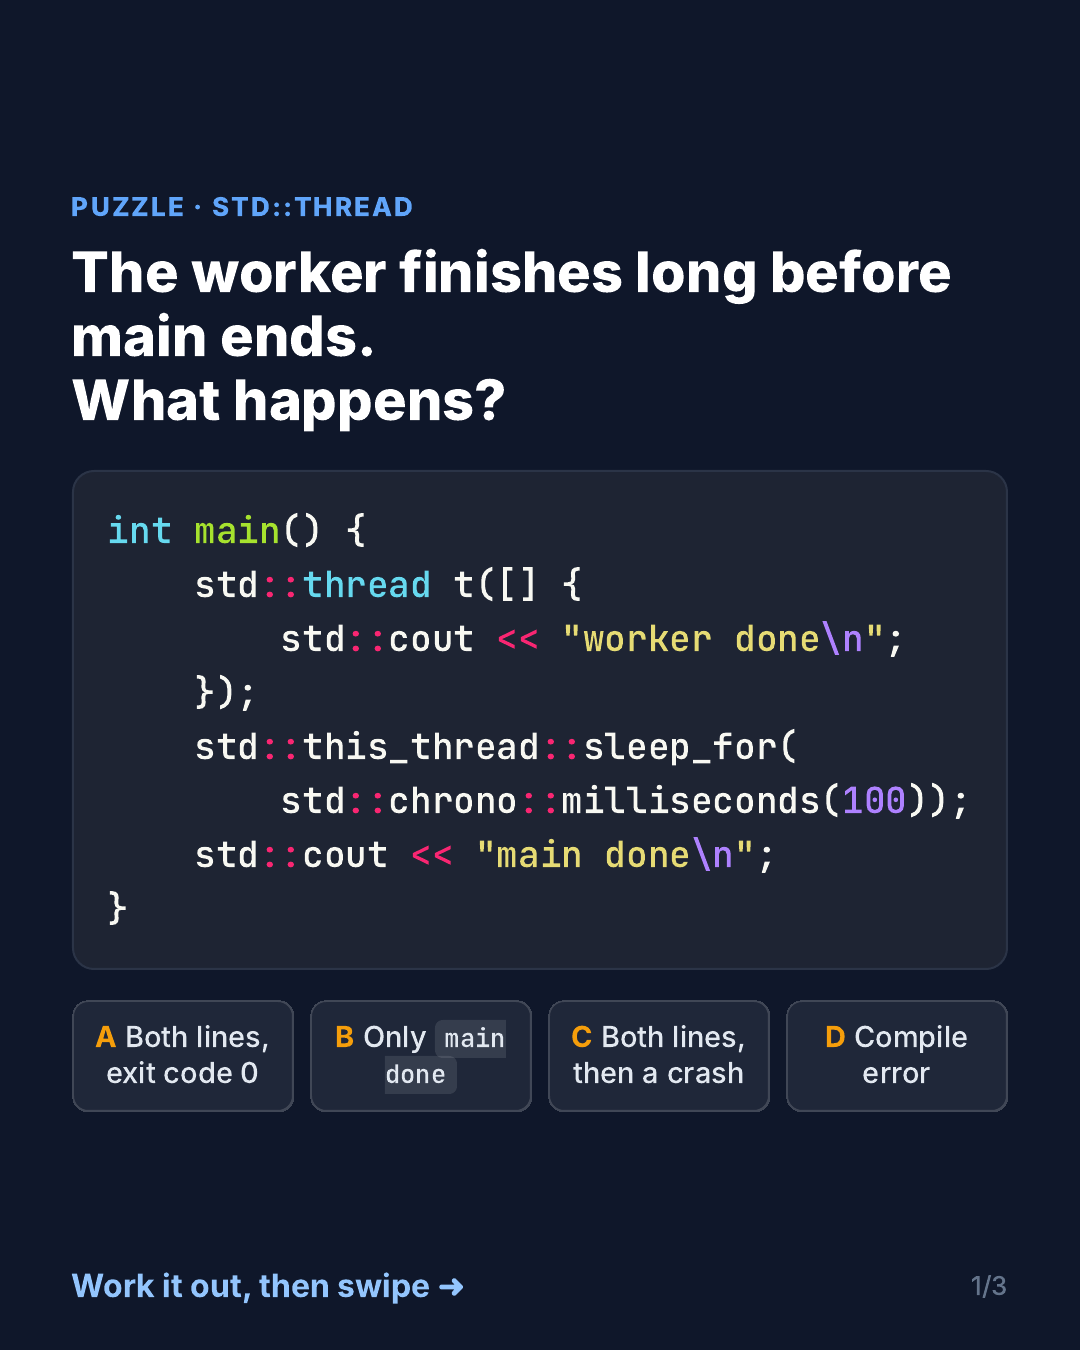 PUZZLE · STD::THREAD
The worker finishes long before
main ends.
What happens?
int main() {
    std::thread t([] {
        std::cout << "worker done\n";
    });
    std::this_thread::sleep_for(
        std::chrono::milliseconds(100));
    std::cout << "main done\n";
}
A Both lines,
exit code 0
B Only main
done
C Both lines,
then a crash
D Compile
error
Work it out, then swipe ➜
1/3